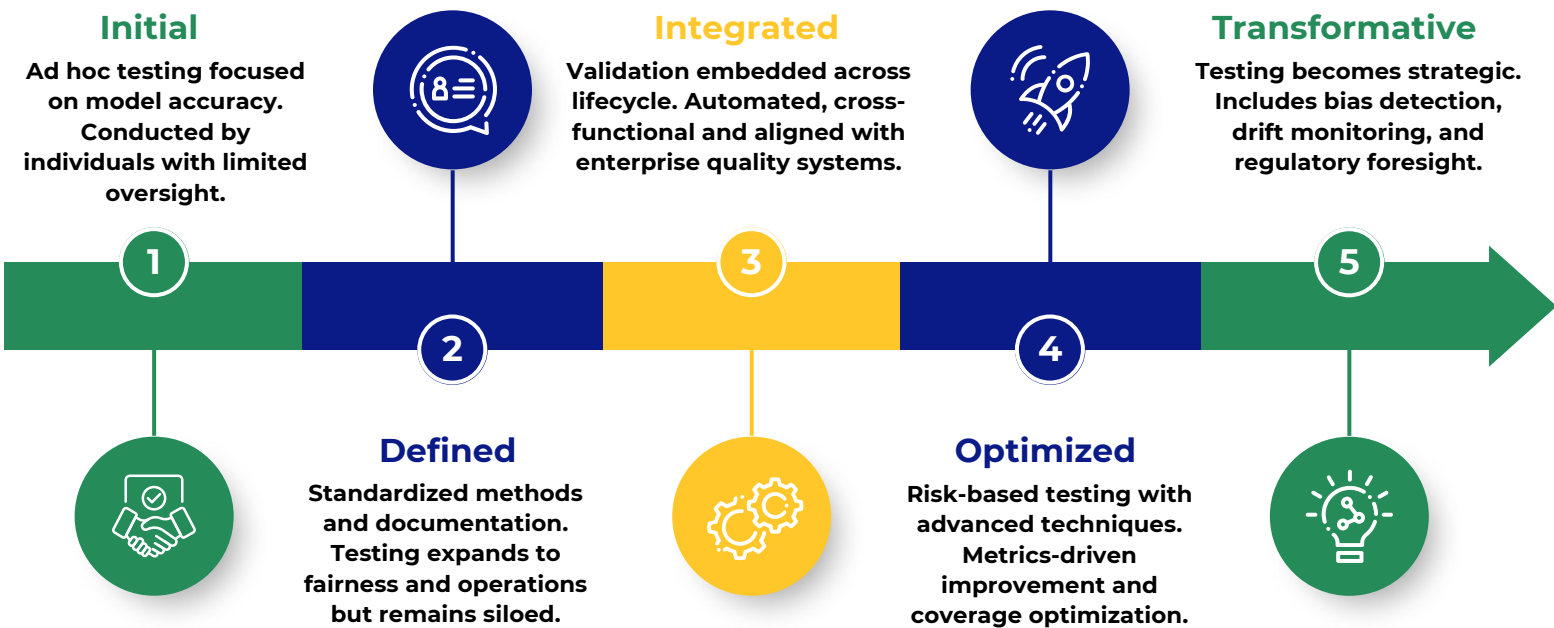 Initial
Ad hoc testing focused
on model accuracy.
Conducted by
individuals with limited
oversight.
1
2
Defined
Standardized methods
and documentation.
Testing expands to
fairness and operations
but remains siloed.
Integrated
Validation embedded across
lifecycle. Automated, cross-
functional and aligned with
enterprise quality systems.
3
4
Optimized
Risk-based testing with
advanced techniques.
Metrics-driven
improvement and
coverage optimization.
Transformative
Testing becomes strategic.
Includes bias detection,
drift monitoring, and
regulatory foresight.
5